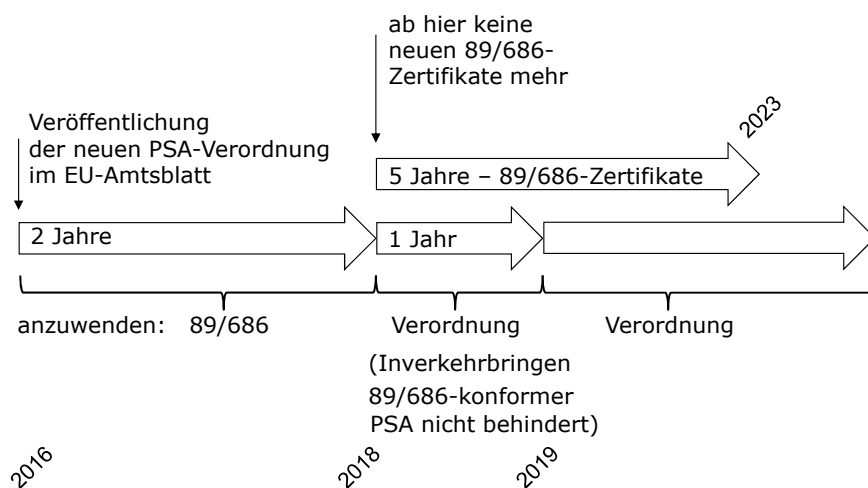 ab hier keine
neuen 89/686-
Zertifikate mehr
2023
Veröffentlichung
der neuen PSA-Verordnung
im EU-Amtsblatt
5 Jahre – 89/686-Zertifikate
2 Jahre
1 Jahr
anzuwenden: 89/686
Verordnung
Verordnung
(Inverkehrbringen
89/686-konformer
PSA nicht behindert)
2016
2018
2019